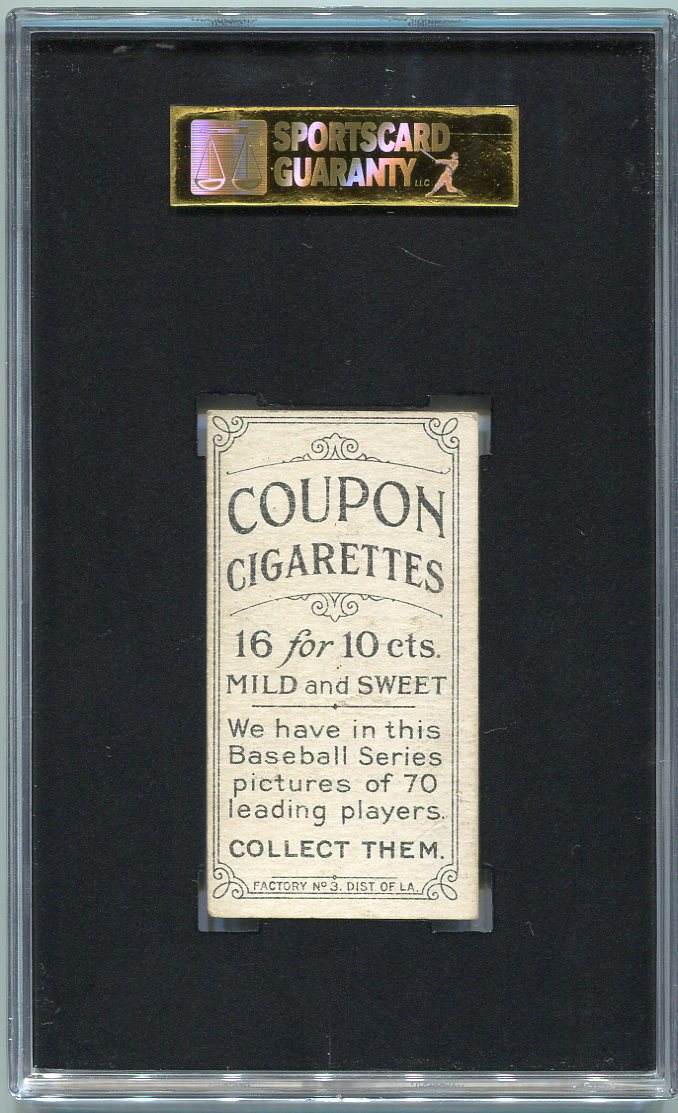 SPORTSCARD
GUARANTY LLC
COUPON
CIGARETTES
16 for 10 cts.
MILD and SWEET
We have in this
Baseball Series
pictures of 70
leading players.
COLLECT THEM.
FACTORY Nº 3. DIST. OF LA.